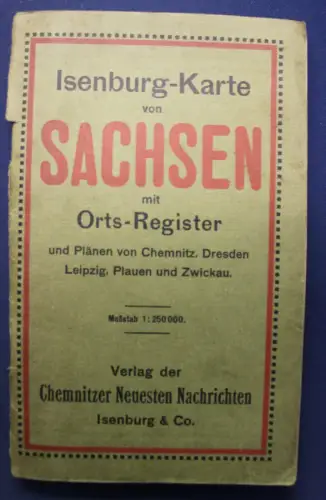 Isenburg-Karte
von
SACHSEN
mit
Orts-Register
und Plänen von Chemnitz, Dresden
Leipzig, Plauen und Zwickau.
Maßstab 1:250000.
Verlag der
Chemnitzer Neuesten Nachrichten
Isenburg & Co.